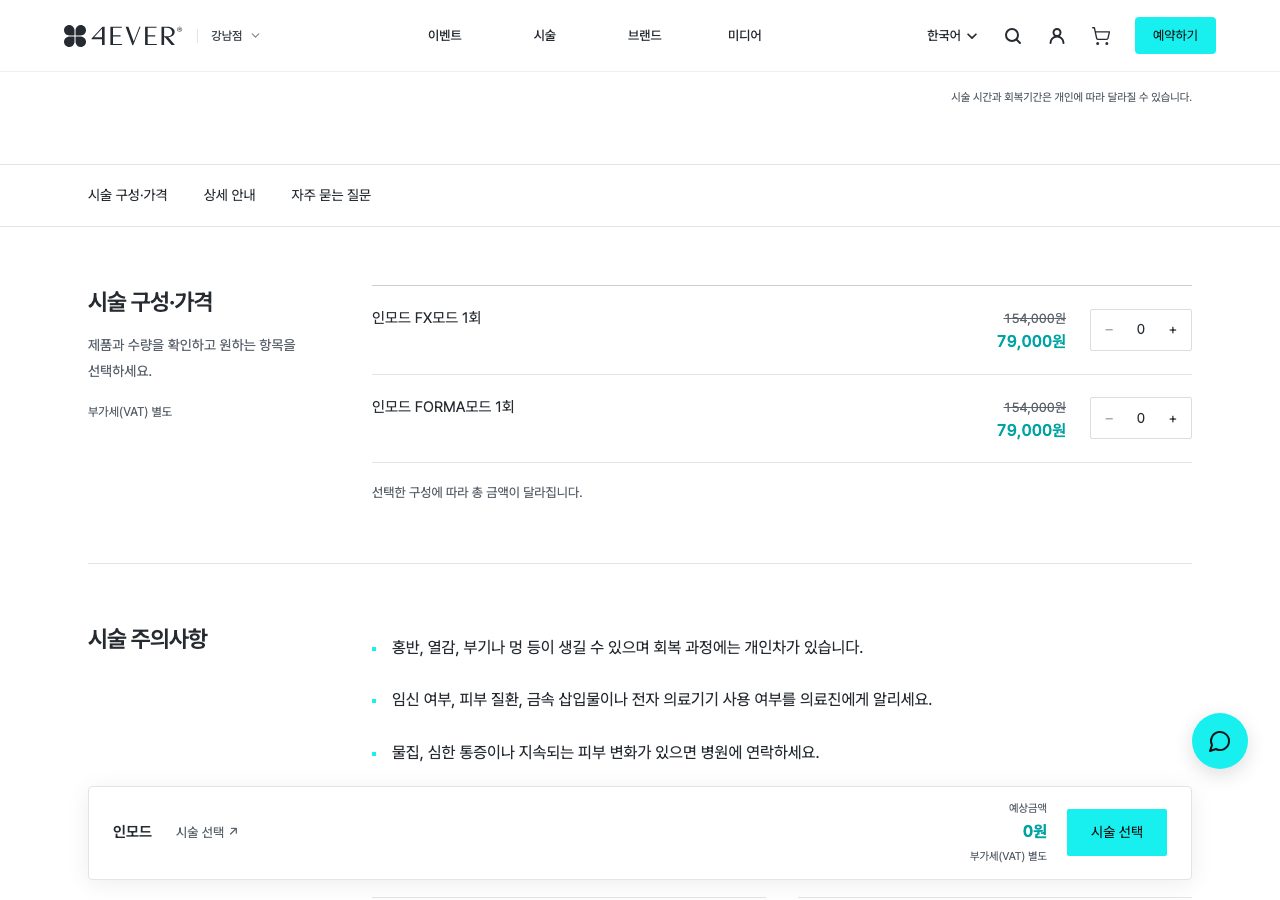 4EVER®
강남점
이벤트
시술
브랜드
미디어
한국어
예약하기
시술 시간과 회복기간은 개인에 따라 달라질 수 있습니다.
시술 구성·가격
상세 안내
자주 묻는 질문
시술 구성·가격
제품과 수량을 확인하고 원하는 항목을
선택하세요.
부가세(VAT) 별도
인모드 FX모드 1회
154,000원
79,000원
− 0 +
인모드 FORMA모드 1회
154,000원
79,000원
− 0 +
선택한 구성에 따라 총 금액이 달라집니다.
시술 주의사항
홍반, 열감, 부기나 멍 등이 생길 수 있으며 회복 과정에는 개인차가 있습니다.
임신 여부, 피부 질환, 금속 삽입물이나 전자 의료기기 사용 여부를 의료진에게 알리세요.
물집, 심한 통증이나 지속되는 피부 변화가 있으면 병원에 연락하세요.
인모드
시술 선택 ↗
예상금액
0원
부가세(VAT) 별도
시술 선택